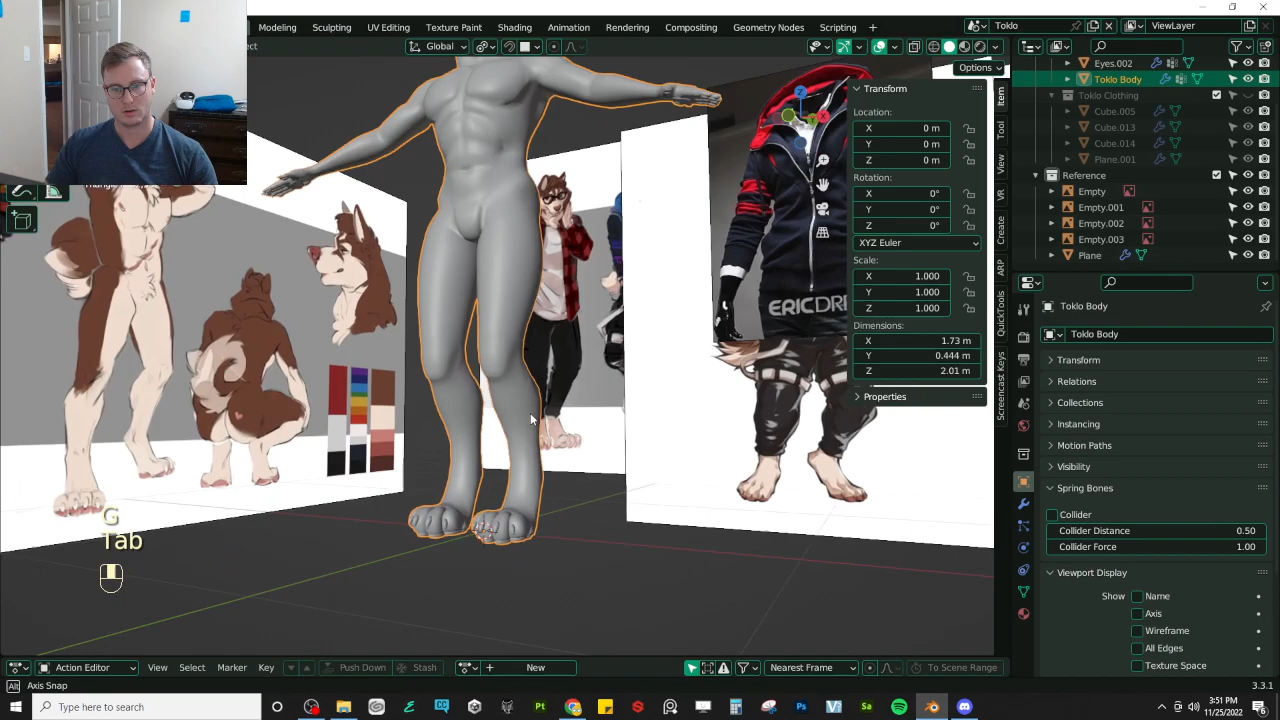 Modeling Sculpting UV Editing Texture Paint Shading Animation Rendering Compositing Geometry Nodes Scripting + Toklo ViewLayer
ect Global Options
Eyes.002
Transform
Toklo Body
Location:
Toklo Clothing
X 0 m
Cube.005
Y 0 m
Cube.013
Z 0 m
Cube.014
Rotation:
Plane.001
X 0°
Reference
Y 0°
Empty
Z 0°
Empty.001
XYZ Euler
Empty.002
Scale:
Empty.003
X 1.000
Plane
Y 1.000
Z 1.000
Dimensions:
X 1.73 m
Y 0.444 m
Z 2.01 m
Properties
Item
Tool
View
VR
Create
ARP
QuickTools
Screencast Keys
ERICDRE
Toklo Body
Toklo Body
Transform
Relations
Collections
Instancing
Motion Paths
Visibility
Spring Bones
Collider
Collider Distance 0.50
Collider Force 1.00
Viewport Display
Show Name
Axis
Wireframe
All Edges
Texture Space
G
Tab
Action Editor View Select Marker Key Push Down Stash + New Nearest Frame To Scene Range
Axis Snap 3.3.1
Type here to search
3:51 PM
11/25/2022